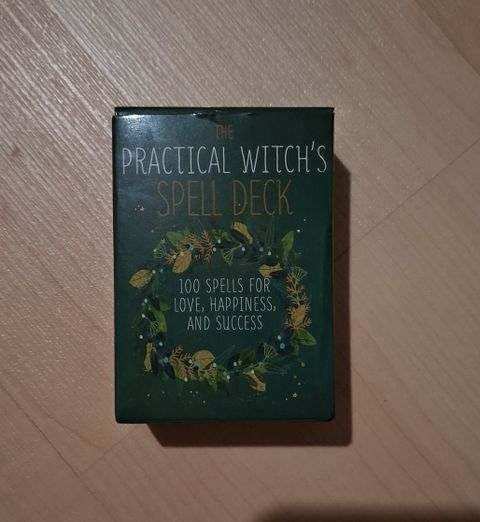 THE
PRACTICAL WITCH'S
SPELL DECK
100 SPELLS FOR
LOVE, HAPPINESS,
AND SUCCESS